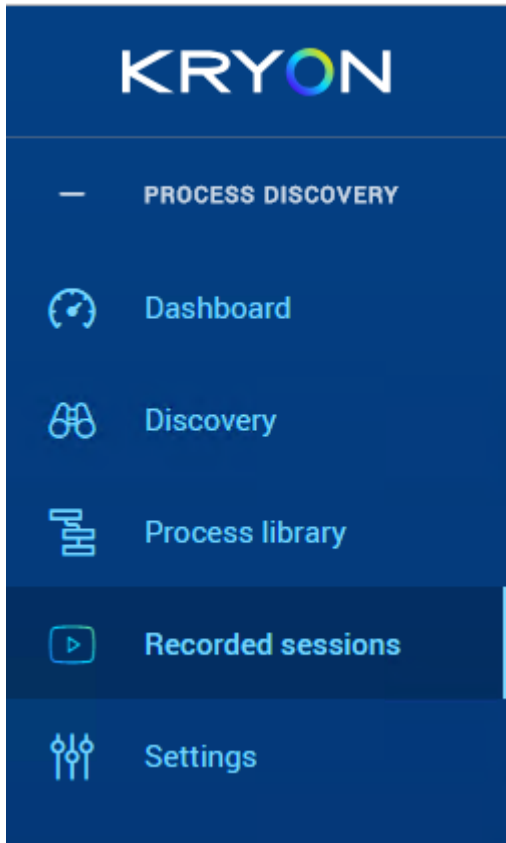 KRYON
PROCESS DISCOVERY
Dashboard
Discovery
Process library
Recorded sessions
Settings